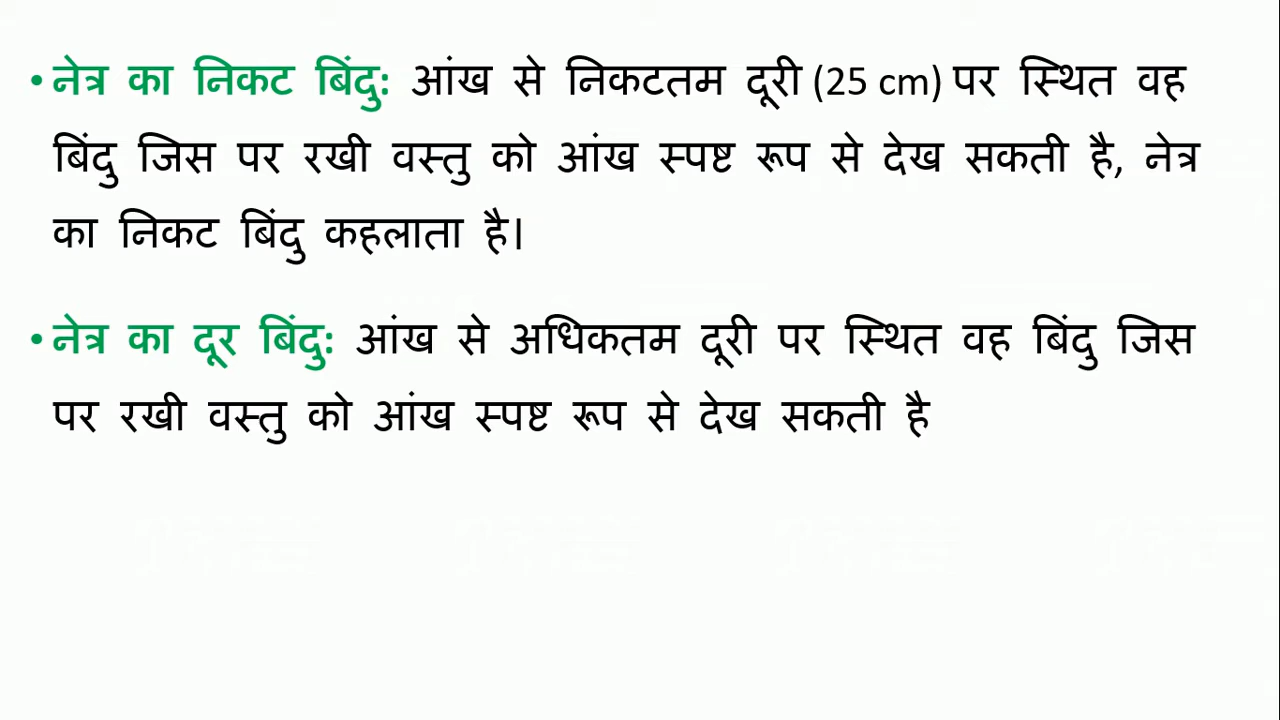 • नेत्र का निकट बिंदु: आंख से निकटतम दूरी (25 cm) पर स्थित वह
बिंदु जिस पर रखी वस्तु को आंख स्पष्ट रूप से देख सकती है, नेत्र
का निकट बिंदु कहलाता है।
• नेत्र का दूर बिंदु: आंख से अधिकतम दूरी पर स्थित वह बिंदु जिस
पर रखी वस्तु को आंख स्पष्ट रूप से देख सकती है